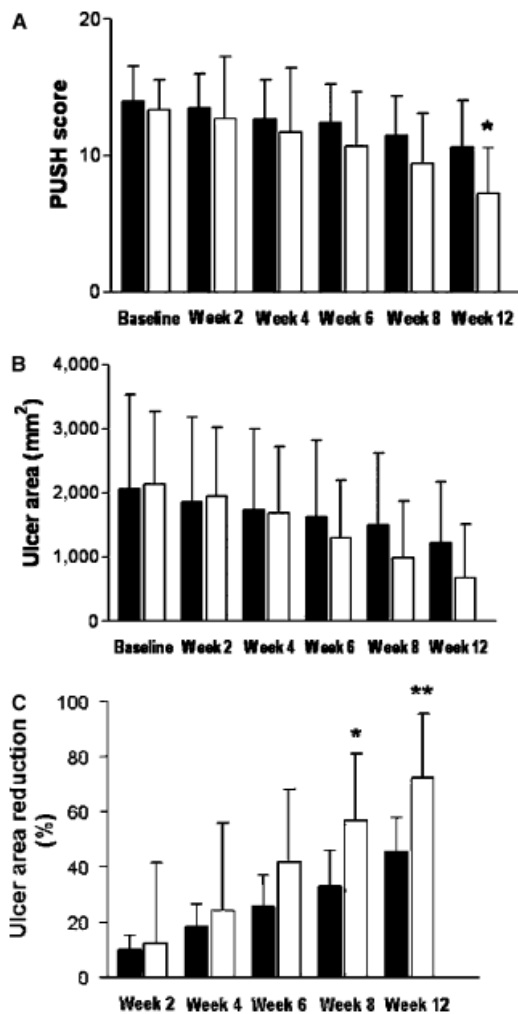 A
PUSH score
20
10
0
*
Baseline Week 2 Week 4 Week 6 Week 8 Week 12
B
Ulcer area (mm²)
4,000
3,000
2,000
1,000
0
Baseline Week 2 Week 4 Week 6 Week 8 Week 12
C
Ulcer area reduction
(%)
100
80
60
40
20
0
* **
Week 2 Week 4 Week 6 Week 8 Week 12